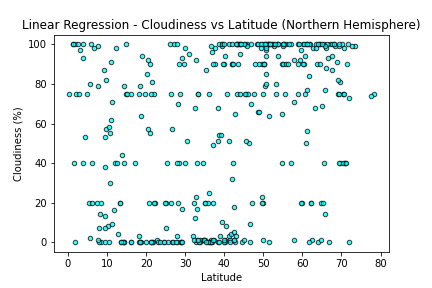 Linear Regression - Cloudiness vs Latitude (Northern Hemisphere)
100
80
60
40
20
0
Cloudiness (%)
0 10 20 30 40 50 60 70 80
Latitude